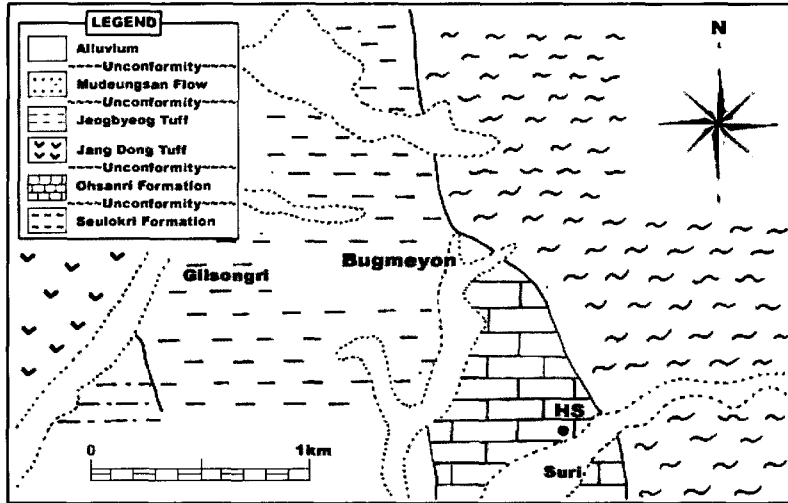 LEGEND
Alluvium
Unconformity
Mudeungsan Flow
Unconformity
Jeogbyeog Tuff
Jang Dong Tuff
Unconformity
Ohsanri Formation
Unconformity
Seulokri Formation
N
Gilsongri
Bugmeyon
HS
Suri
0 1km